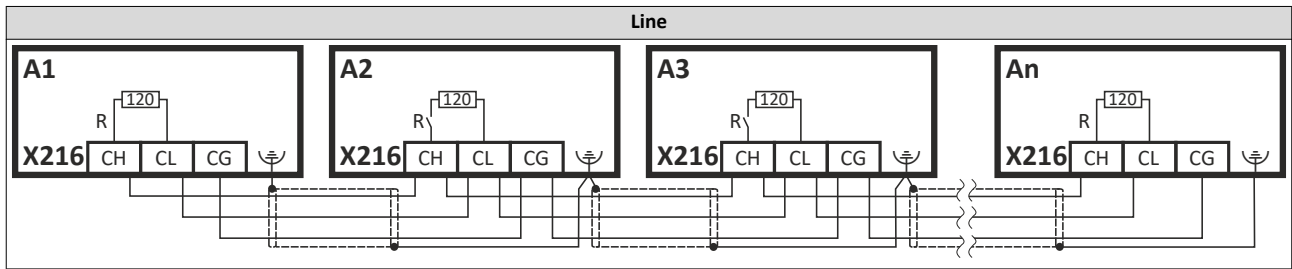 Line
A1 A2 A3 An
120 120 120 120
R R R R
X216 CH CL CG X216 CH CL CG X216 CH CL CG X216 CH CL CG